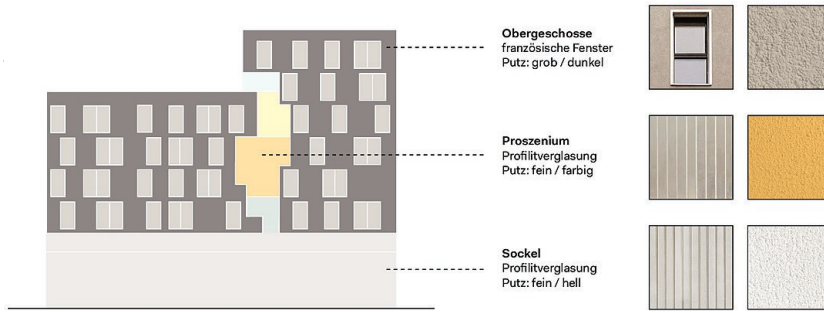 Obergeschosse
französische Fenster
Putz: grob / dunkel
Proszenium
Profilitverglasung
Putz: fein / farbig
Sockel
Profilitverglasung
Putz: fein / hell